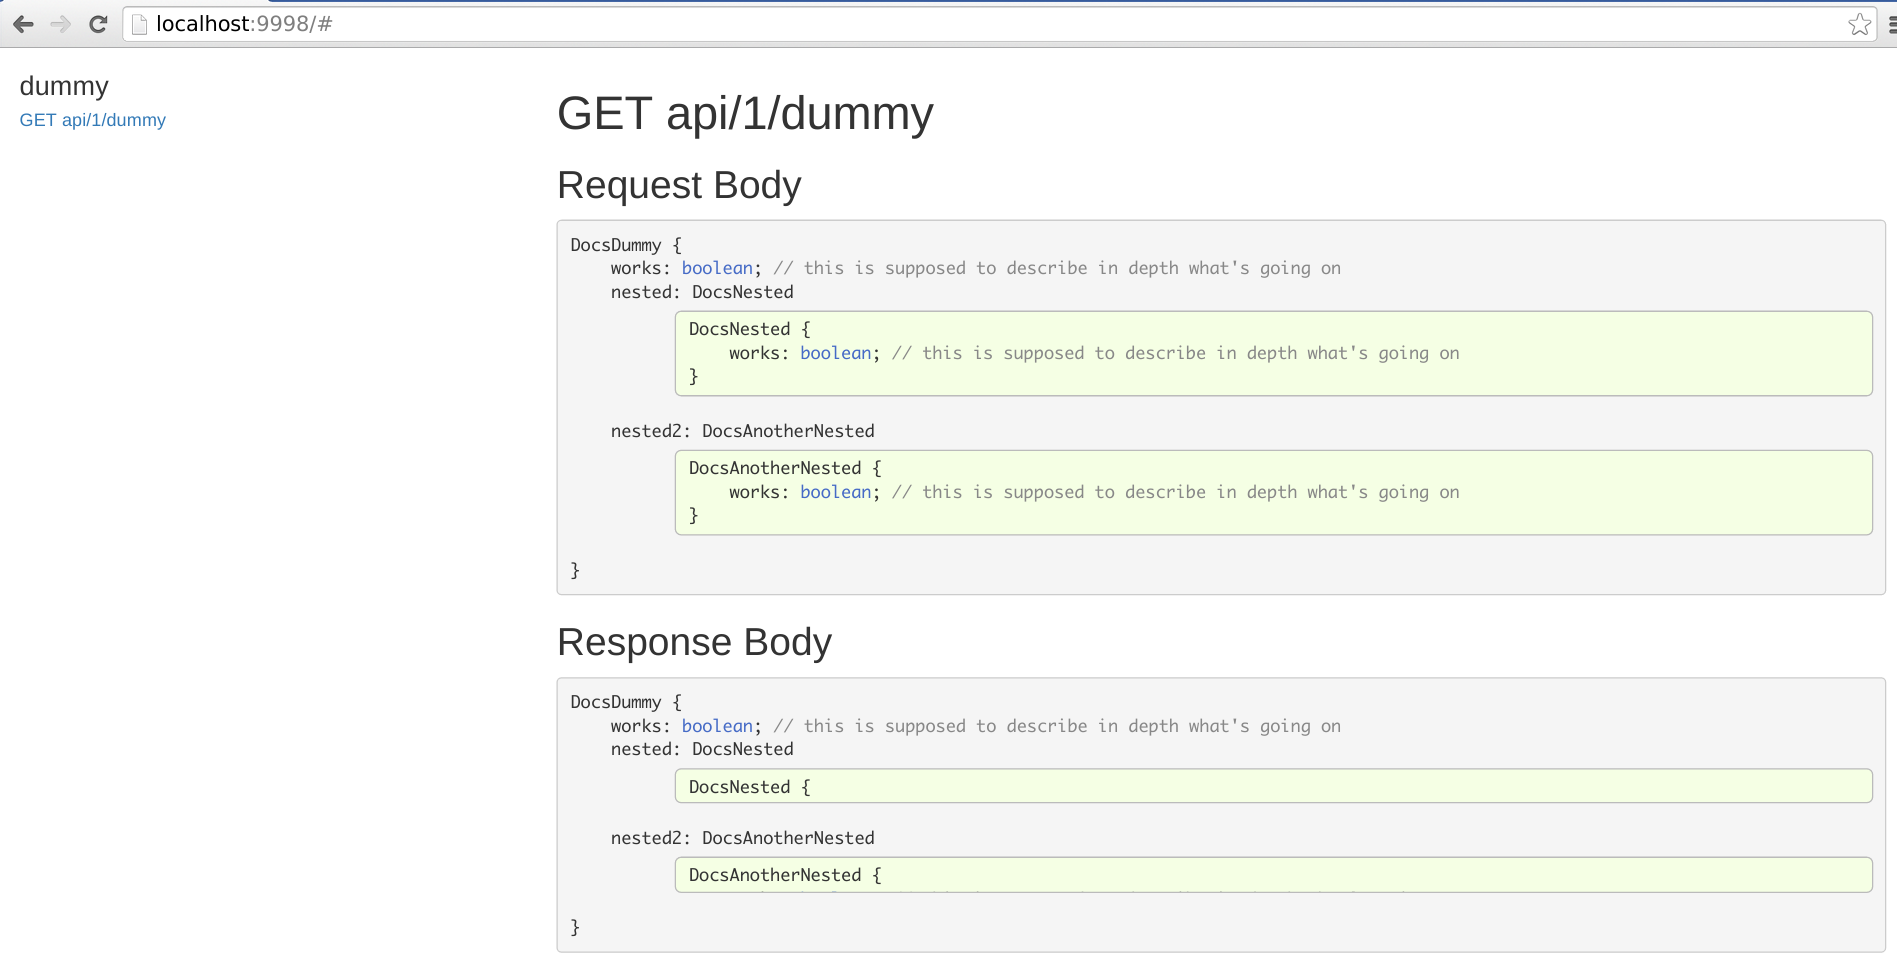 localhost:9998/#
dummy
GET api/1/dummy
GET api/1/dummy
Request Body
DocsDummy {
works: boolean; // this is supposed to describe in depth what's going on
nested: DocsNested
DocsNested {
works: boolean; // this is supposed to describe in depth what's going on
}
nested2: DocsAnotherNested
DocsAnotherNested {
works: boolean; // this is supposed to describe in depth what's going on
}
}
Response Body
DocsDummy {
works: boolean; // this is supposed to describe in depth what's going on
nested: DocsNested
DocsNested {
nested2: DocsAnotherNested
DocsAnotherNested {
}